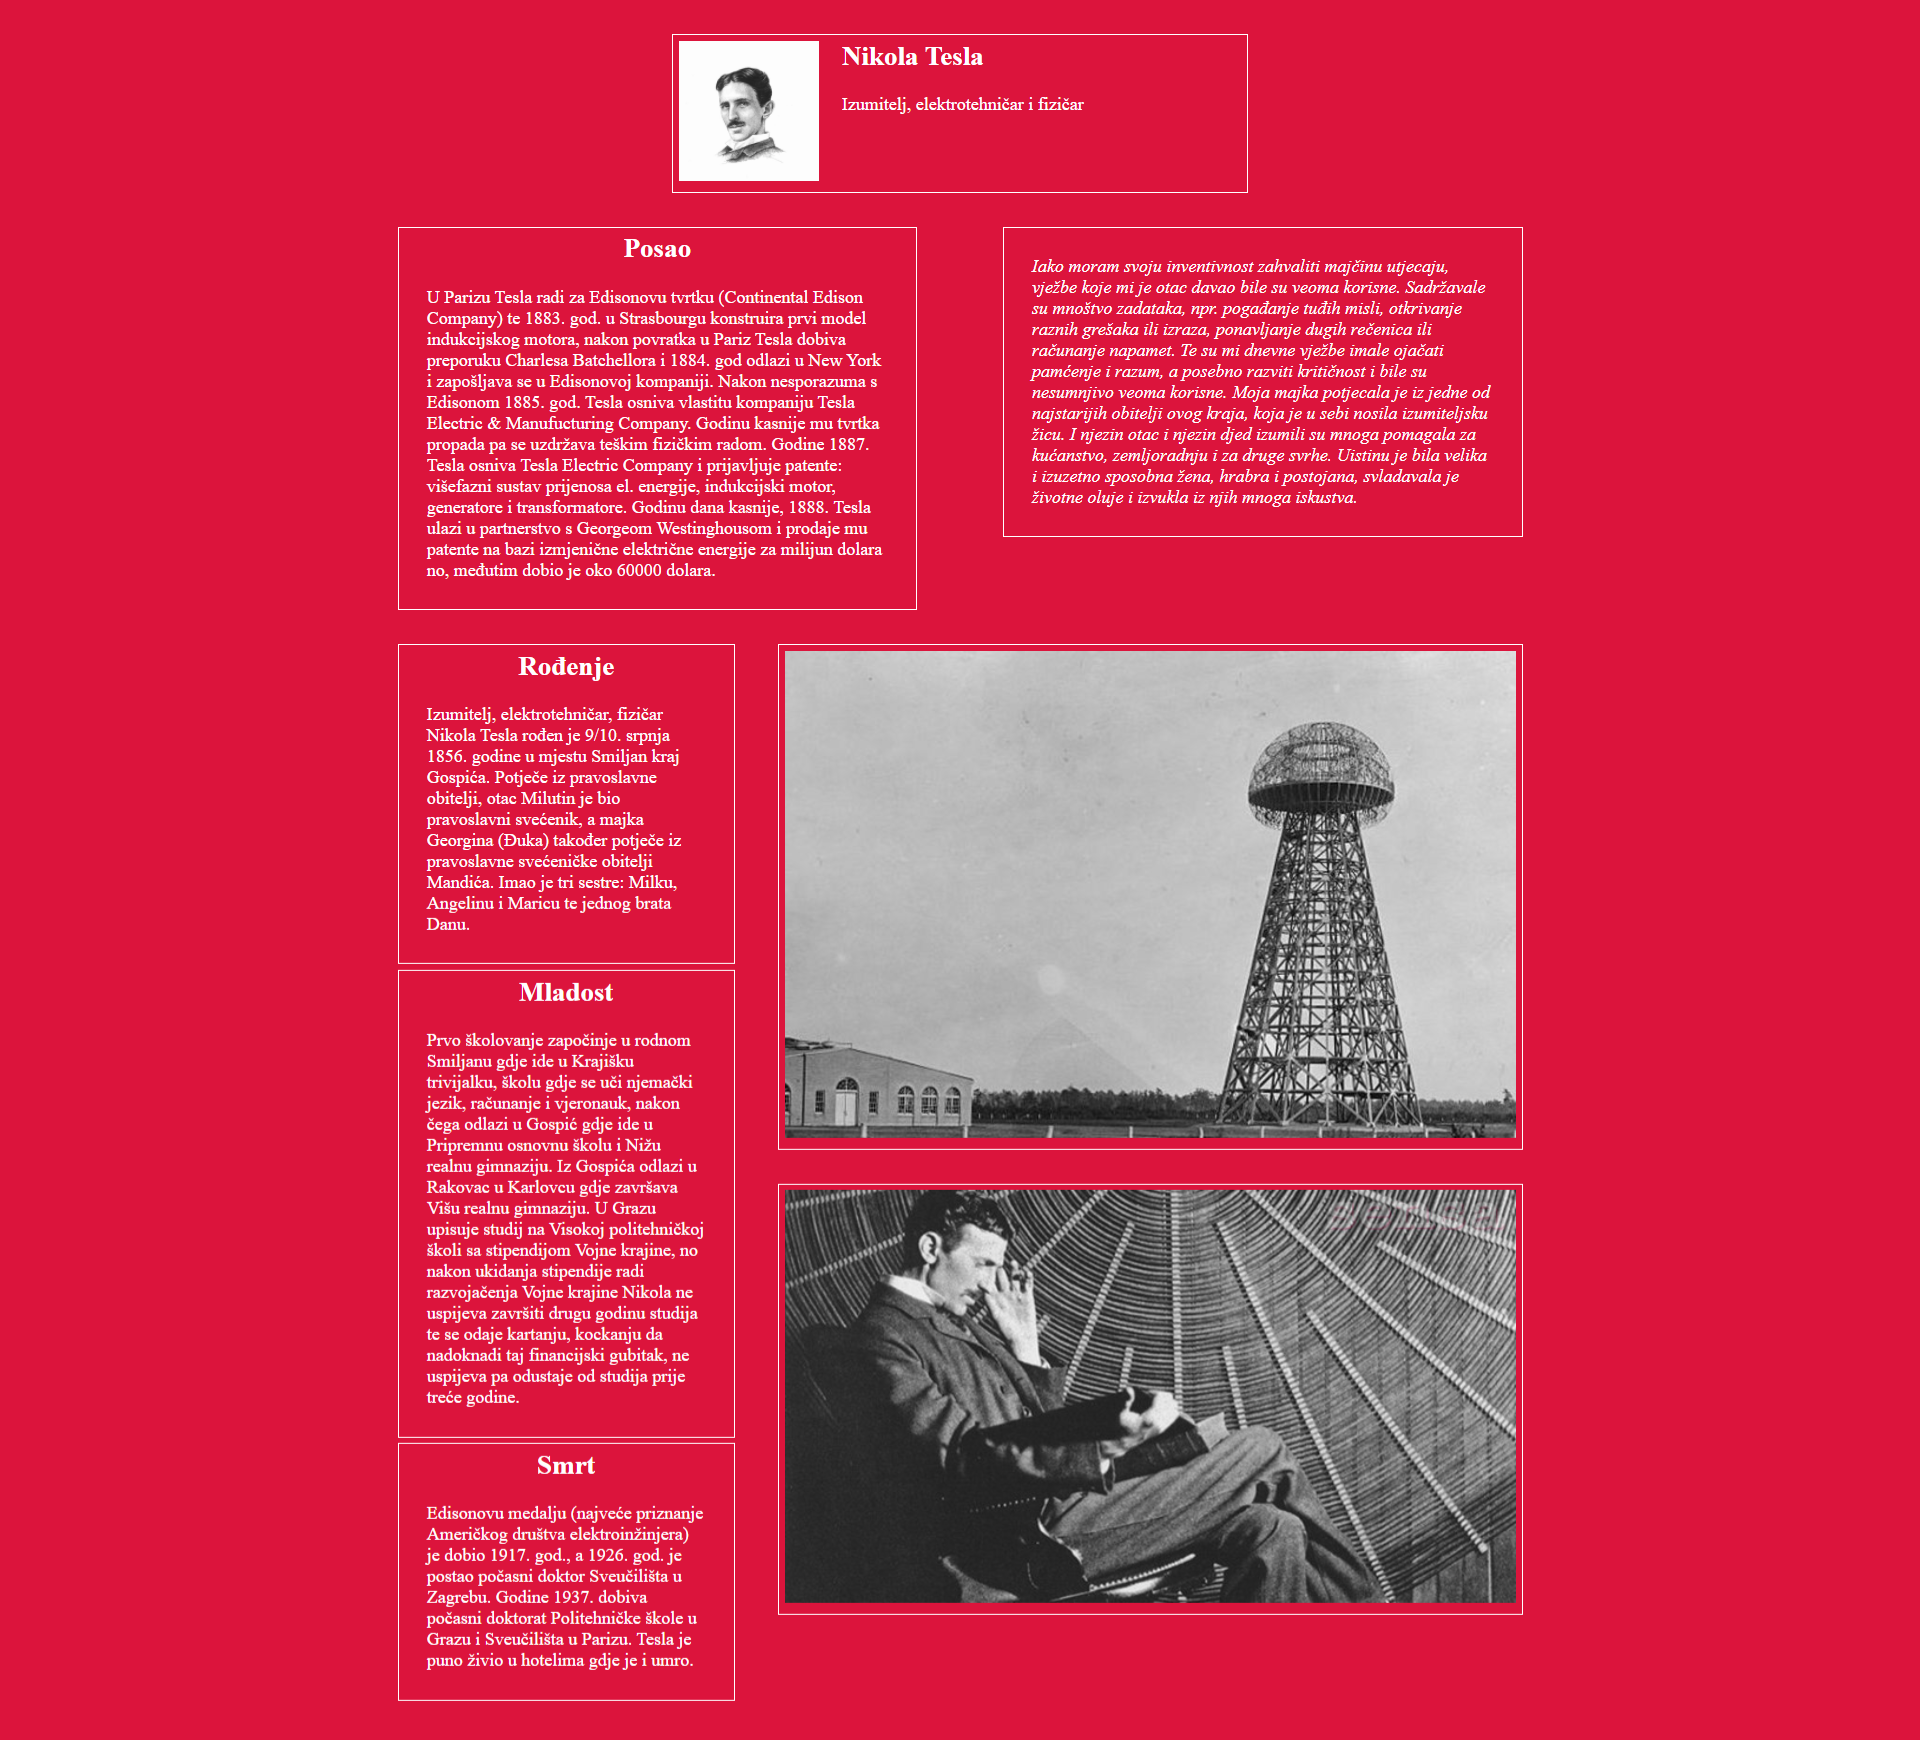 Nikola Tesla
Izumitelj, elektrotehničar i fizičar
Posao
U Parizu Tesla radi za Edisonovu tvrtku (Continental Edison
Company) te 1883. god. u Strasbourgu konstruira prvi model
indukcijskog motora, nakon povratka u Pariz Tesla dobiva
preporuku Charlesa Batchellora i 1884. god odlazi u New York
i zapošljava se u Edisonovoj kompaniji. Nakon nesporazuma s
Edisonom 1885. god. Tesla osniva vlastitu kompaniju Tesla
Electric & Manufucturing Company. Godinu kasnije mu tvrtka
propada pa se uzdržava teškim fizičkim radom. Godine 1887.
Tesla osniva Tesla Electric Company i prijavljuje patente:
višefazni sustav prijenosa el. energije, indukcijski motor,
generatore i transformatore. Godinu dana kasnije, 1888. Tesla
ulazi u partnerstvo s Georgeom Westinghousom i prodaje mu
patente na bazi izmjenične električne energije za milijun dolara
no, međutim dobio je oko 60000 dolara.
Iako moram svoju inventivnost zahvaliti majčinu utjecaju,
vježbe koje mi je otac davao bile su veoma korisne. Sadržavale
su mnoštvo zadataka, npr. pogađanje tuđih misli, otkrivanje
raznih grešaka ili izraza, ponavljanje dugih rečenica ili
računanje napamet. Te su mi dnevne vježbe imale ojačati
pamćenje i razum, a posebno razviti kritičnost i bile su
nesumnjivo veoma korisne. Moja majka potjecala je iz jedne od
najstarijih obitelji ovog kraja, koja je u sebi nosila izumiteljsku
žicu. I njezin otac i njezin djed izumili su mnoga pomagala za
kućanstvo, zemljoradnju i za druge svrhe. Uistinu je bila velika
i izuzetno sposobna žena, hrabra i postojana, svladavala je
životne oluje i izvukla iz njih mnoga iskustva.
Rođenje
Izumitelj, elektrotehničar, fizičar
Nikola Tesla rođen je 9/10. srpnja
1856. godine u mjestu Smiljan kraj
Gospića. Potječe iz pravoslavne
obitelji, otac Milutin je bio
pravoslavni svećenik, a majka
Georgina (Đuka) također potječe iz
pravoslavne svećeničke obitelji
Mandića. Imao je tri sestre: Milku,
Angelinu i Maricu te jednog brata
Danu.
Mladost
Prvo školovanje započinje u rodnom
Smiljanu gdje ide u Krajišku
trivijalku, školu gdje se uči njemački
jezik, računanje i vjeronauk, nakon
čega odlazi u Gospić gdje ide u
Pripremnu osnovnu školu i Nižu
realnu gimnaziju. Iz Gospića odlazi u
Rakovac u Karlovcu gdje završava
Višu realnu gimnaziju. U Grazu
upisuje studij na Visokoj politehničkoj
školi sa stipendijom Vojne krajine, no
nakon ukidanja stipendije radi
razvojačenja Vojne krajine Nikola ne
uspijeva završiti drugu godinu studija
te se odaje kartanju, kockanju da
nadoknadi taj financijski gubitak, ne
uspijeva pa odustaje od studija prije
treće godine.
Smrt
Edisonovu medalju (najveće priznanje
Američkog društva elektroinžinjera)
je dobio 1917. god., a 1926. god. je
postao počasni doktor Sveučilišta u
Zagrebu. Godine 1937. dobiva
počasni doktorat Politehničke škole u
Grazu i Sveučilišta u Parizu. Tesla je
puno živio u hotelima gdje je i umro.